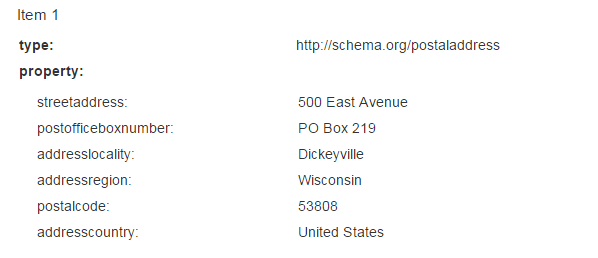 Item 1
type: http://schema.org/postaladdress
property:
streetaddress: 500 East Avenue
postofficeboxnumber: PO Box 219
addresslocality: Dickeyville
addressregion: Wisconsin
postalcode: 53808
addresscountry: United States